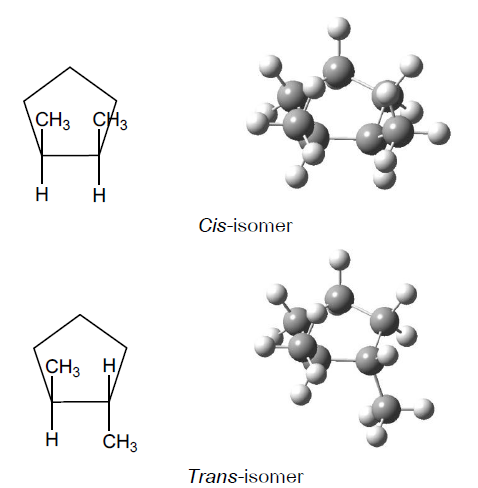 CH3 CH3
H H
Cis-isomer
CH3 H
H CH3
Trans-isomer